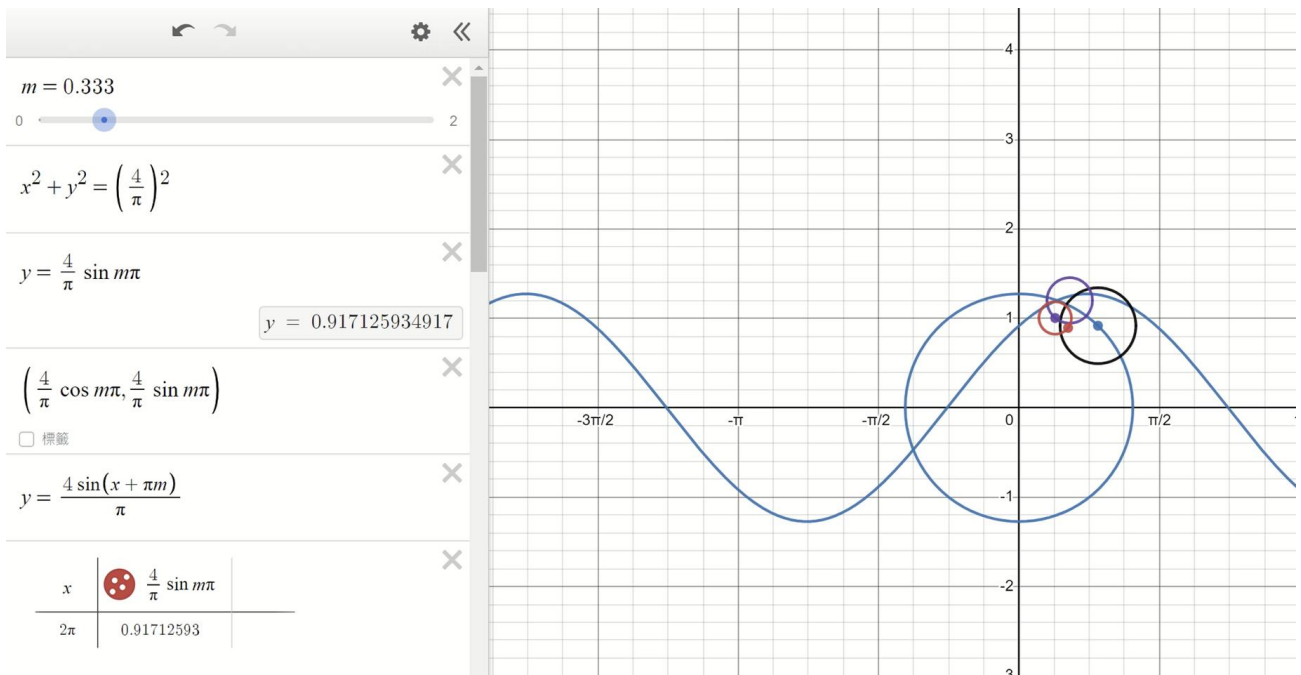 m = 0.333
0 2
x² + y² = (4/π)²
y = 4/π sin mπ
y = 0.917125934917
(4/π cos mπ, 4/π sin mπ)
標籤
y = 4 sin(x + πm)/π
x 4/π sin mπ
2π 0.91712593
4
3
2
1
-3π/2 -π -π/2 0 π/2
-1
-2